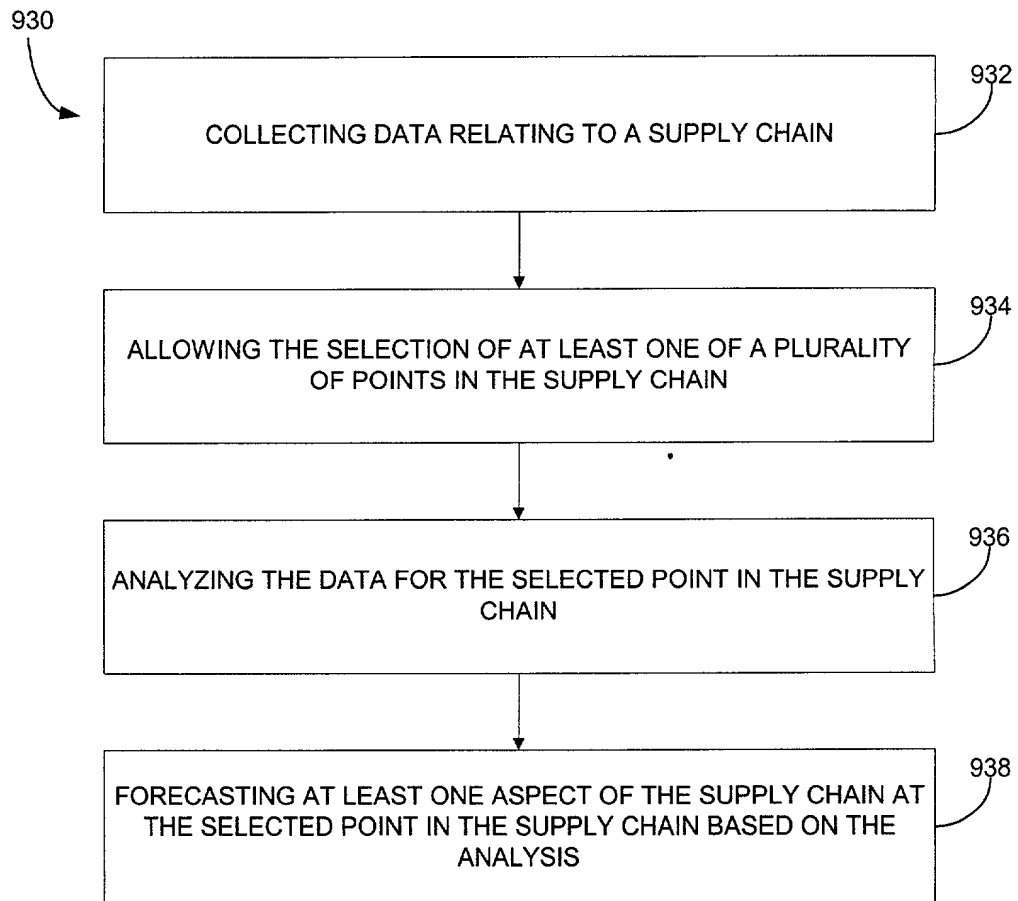 930
932
COLLECTING DATA RELATING TO A SUPPLY CHAIN
934
ALLOWING THE SELECTION OF AT LEAST ONE OF A PLURALITY
OF POINTS IN THE SUPPLY CHAIN
936
ANALYZING THE DATA FOR THE SELECTED POINT IN THE SUPPLY
CHAIN
938
FORECASTING AT LEAST ONE ASPECT OF THE SUPPLY CHAIN AT
THE SELECTED POINT IN THE SUPPLY CHAIN BASED ON THE
ANALYSIS